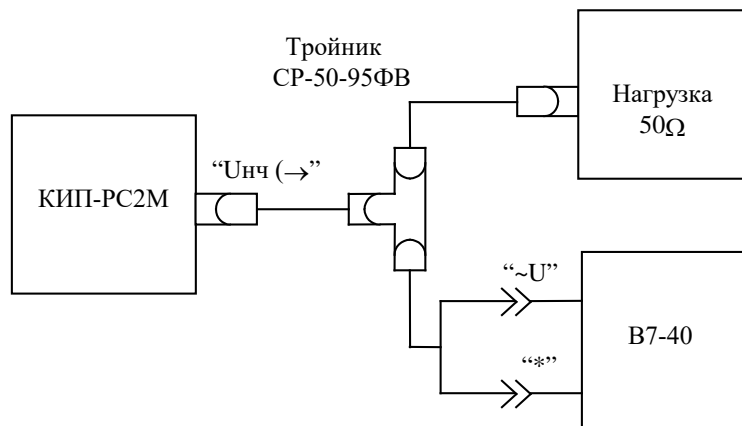 Тройник
СР-50-95ФВ
Нагрузка
50Ω
“Uнч (→”
КИП-РС2М
“~U”
В7-40
“*”